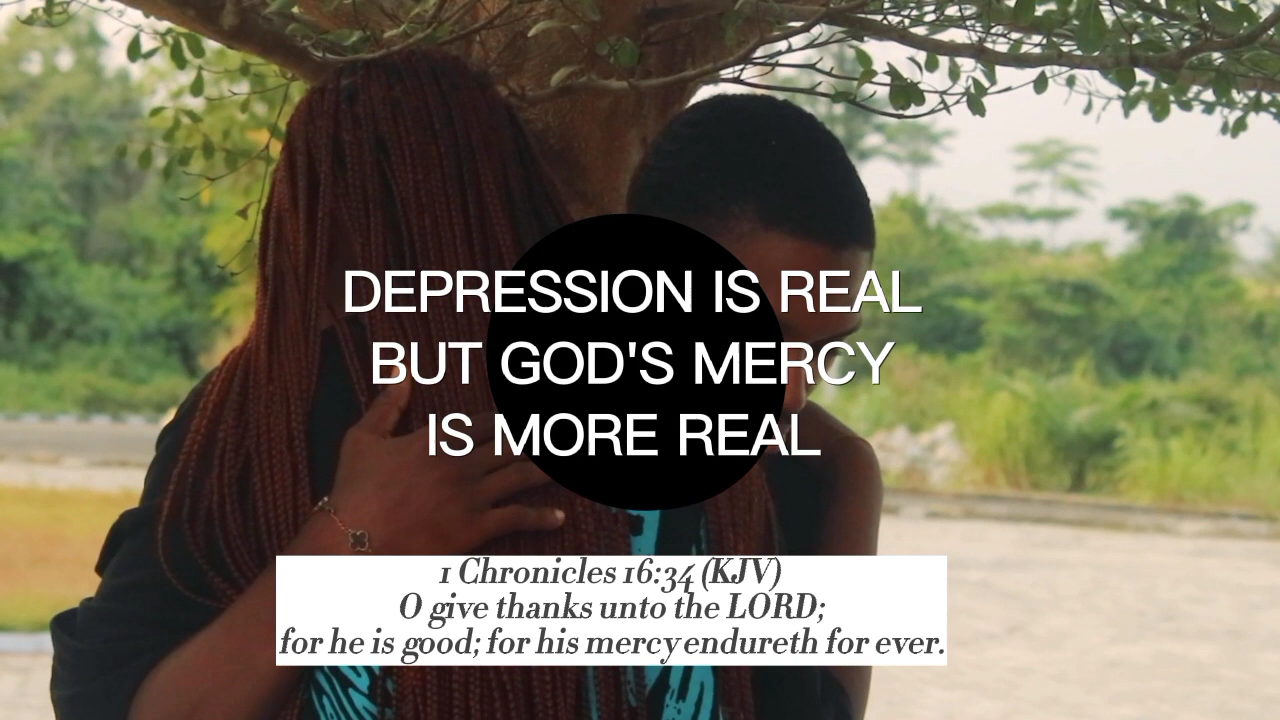 DEPRESSION IS REAL
BUT GOD'S MERCY
IS MORE REAL
1 Chronicles 16:34 (KJV)
O give thanks unto the LORD;
for he is good; for his mercy endureth for ever.